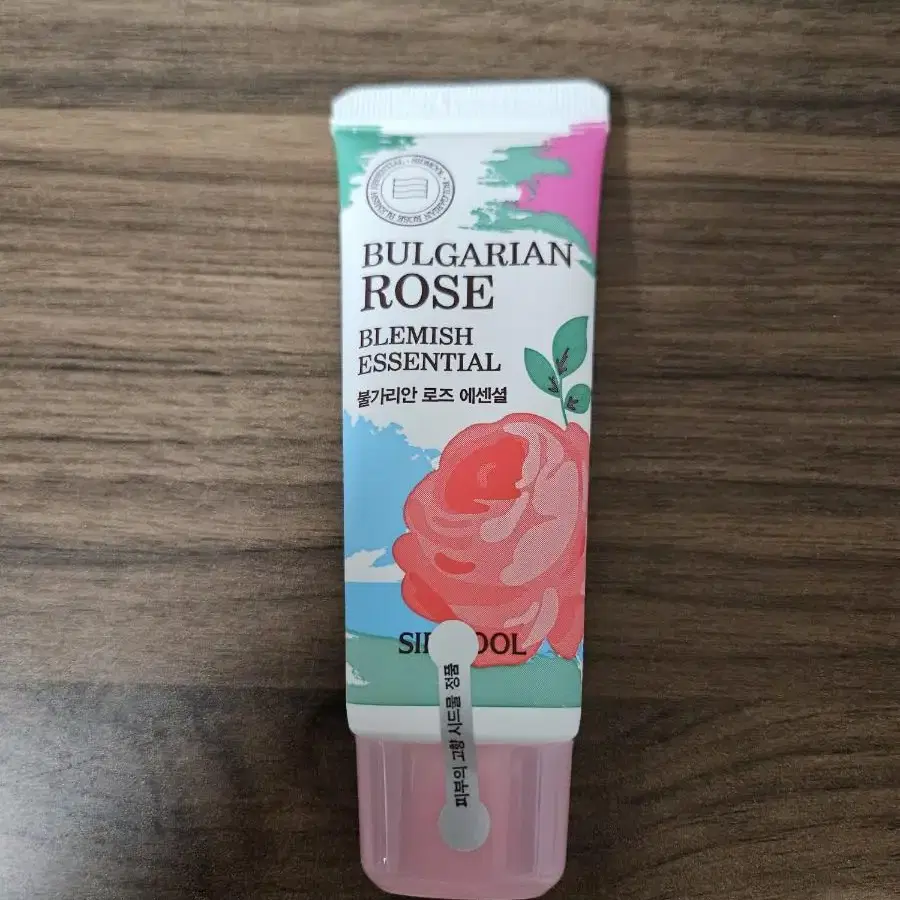 BULGARIAN
ROSE
BLEMISH
ESSENTIAL
불가리안 로즈 에센셜
피부의 고향 시드물 정품